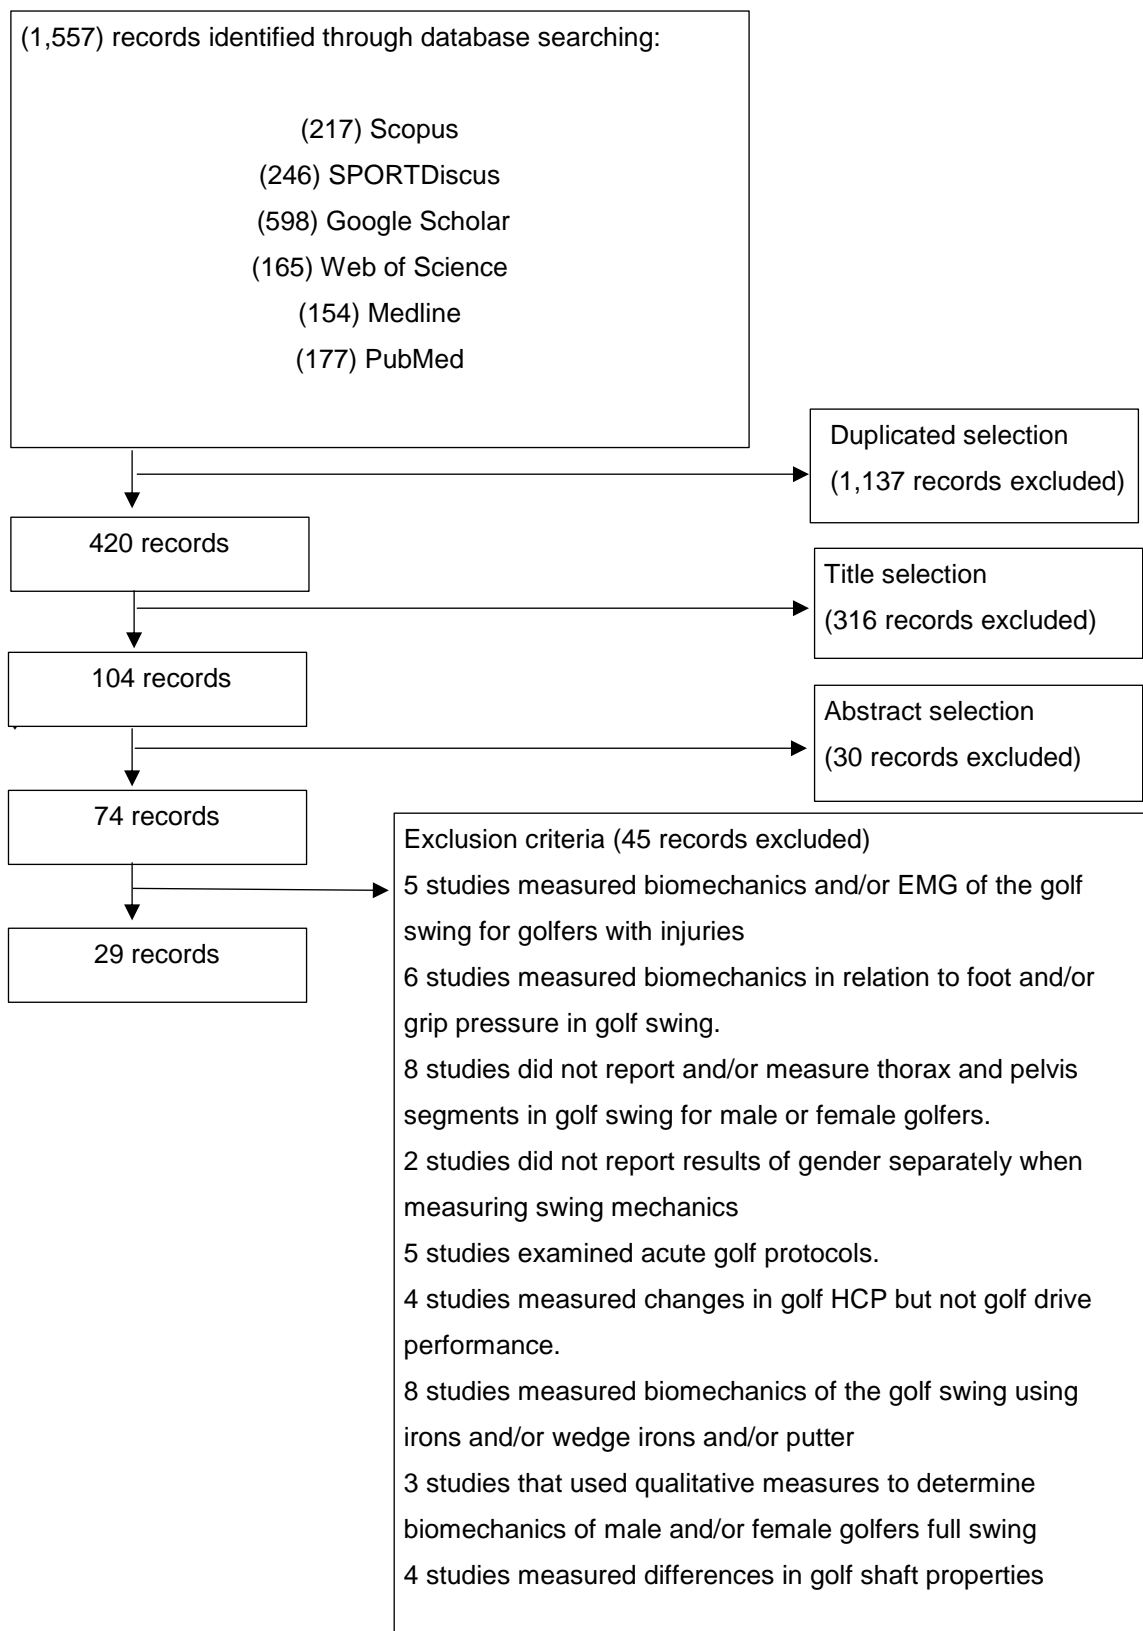 (1,557) records identified through database searching:
(217) Scopus
(246) SPORTDiscus
(598) Google Scholar
(165) Web of Science
(154) Medline
(177) PubMed
Duplicated selection
(1,137 records excluded)
420 records
Title selection
(316 records excluded)
104 records
Abstract selection
(30 records excluded)
74 records
Exclusion criteria (45 records excluded)
5 studies measured biomechanics and/or EMG of the golf
swing for golfers with injuries
6 studies measured biomechanics in relation to foot and/or
grip pressure in golf swing.
8 studies did not report and/or measure thorax and pelvis
segments in golf swing for male or female golfers.
2 studies did not report results of gender separately when
measuring swing mechanics
5 studies examined acute golf protocols.
4 studies measured changes in golf HCP but not golf drive
performance.
8 studies measured biomechanics of the golf swing using
irons and/or wedge irons and/or putter
3 studies that used qualitative measures to determine
biomechanics of male and/or female golfers full swing
4 studies measured differences in golf shaft properties
29 records